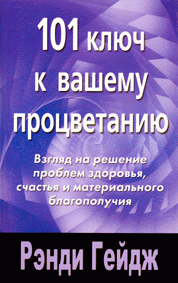 101 ключ
к вашему
процветанию
Взгляд на решение
проблем здоровья,
счастья и материального
благополучия
Рэнди Гейдж